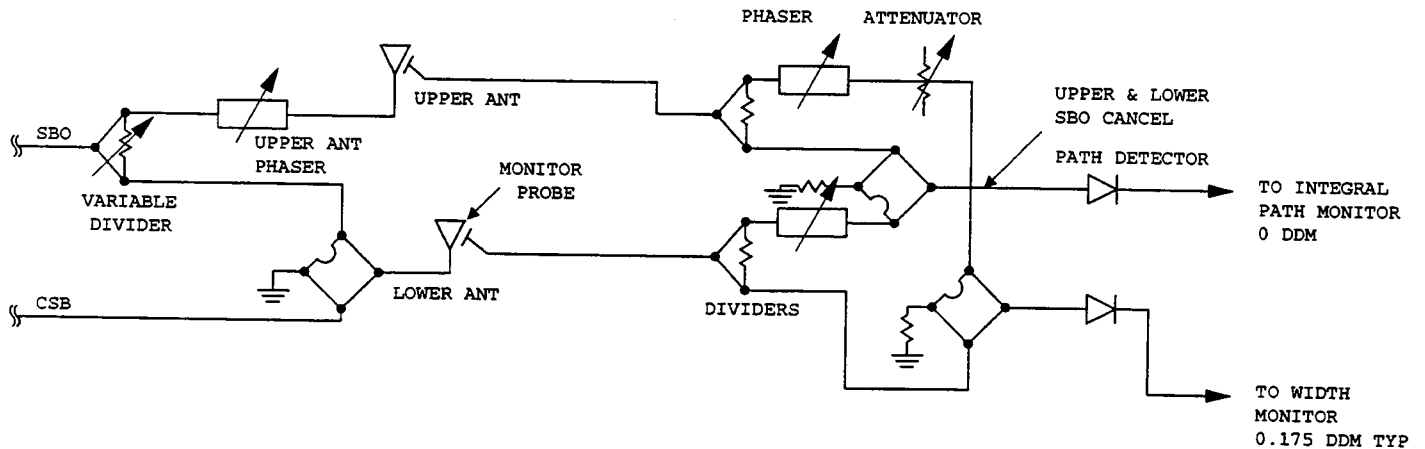 PHASER
ATTENUATOR
UPPER ANT
SBO
UPPER ANT
PHASER
VARIABLE
DIVIDER
MONITOR
PROBE
UPPER & LOWER
SBO CANCEL
PATH DETECTOR
TO INTEGRAL
PATH MONITOR
0 DDM
CSB
LOWER ANT
DIVIDERS
TO WIDTH
MONITOR
0.175 DDM TYP